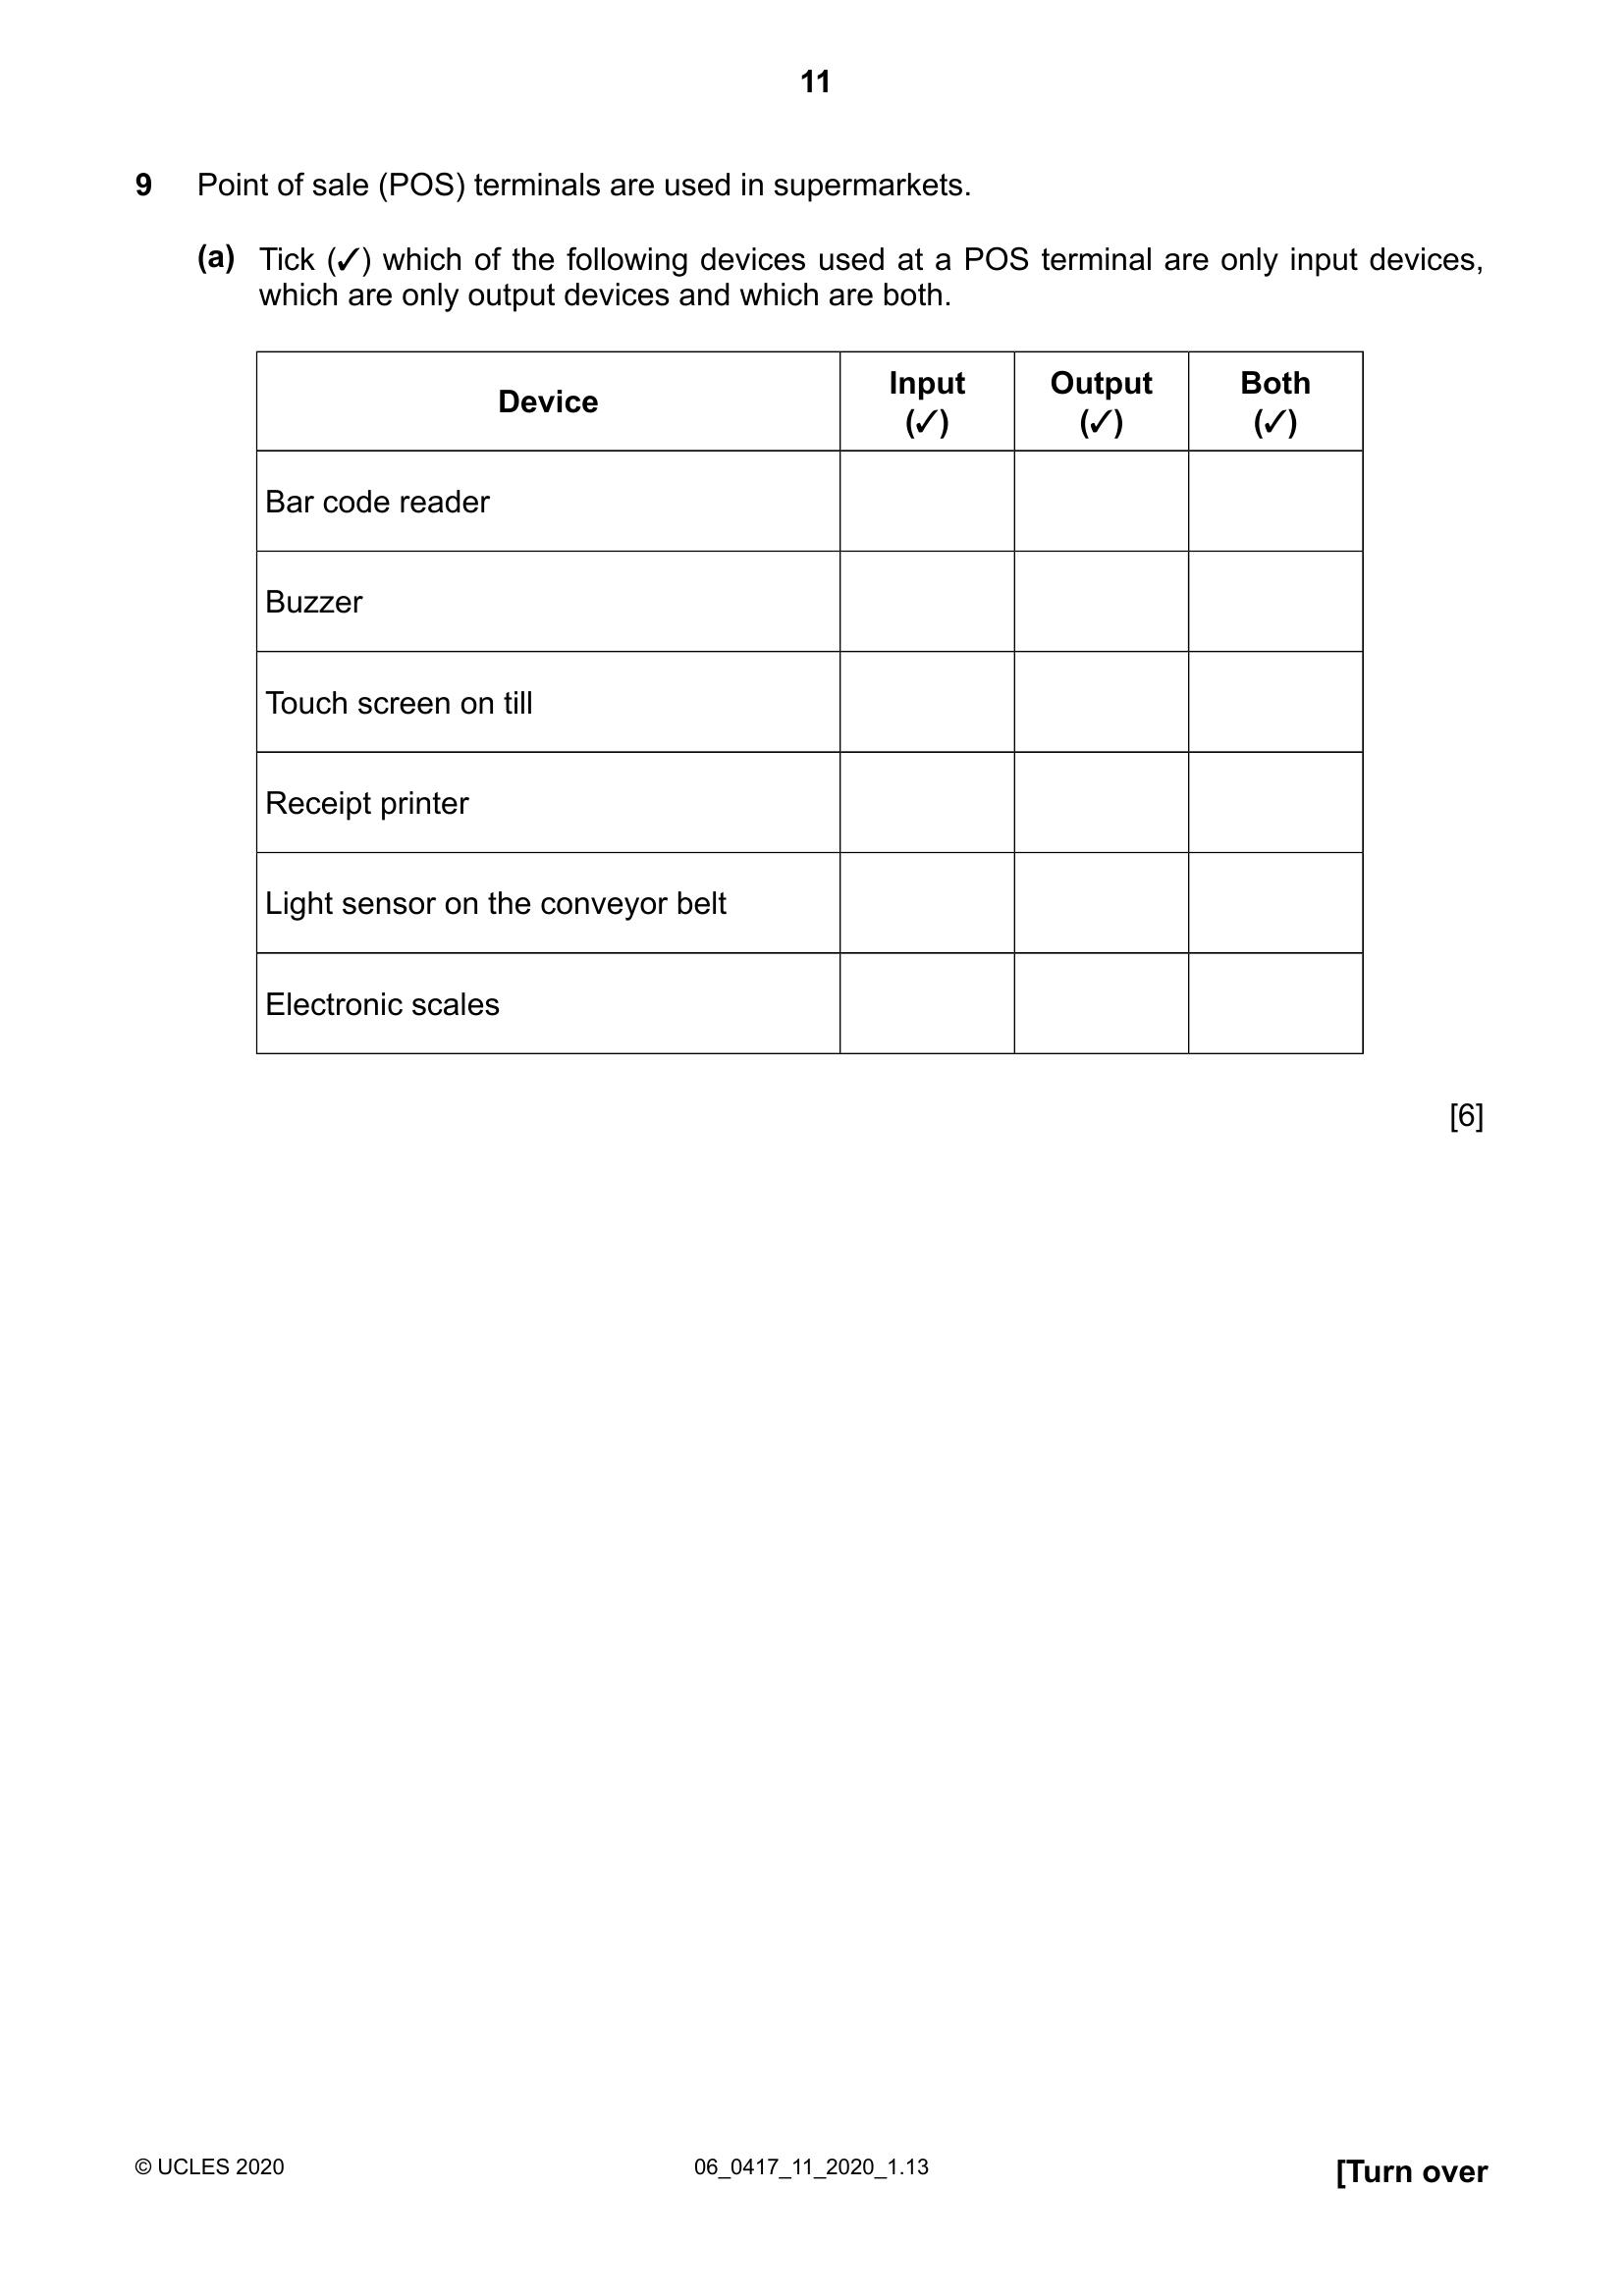 11
9 Point of sale (POS) terminals are used in supermarkets.
(a) Tick (✓) which of the following devices used at a POS terminal are only input devices,
which are only output devices and which are both.
Device Input (✓) Output (✓) Both (✓)
Bar code reader
Buzzer
Touch screen on till
Receipt printer
Light sensor on the conveyor belt
Electronic scales
[6]
© UCLES 2020 06_0417_11_2020_1.13 [Turn over